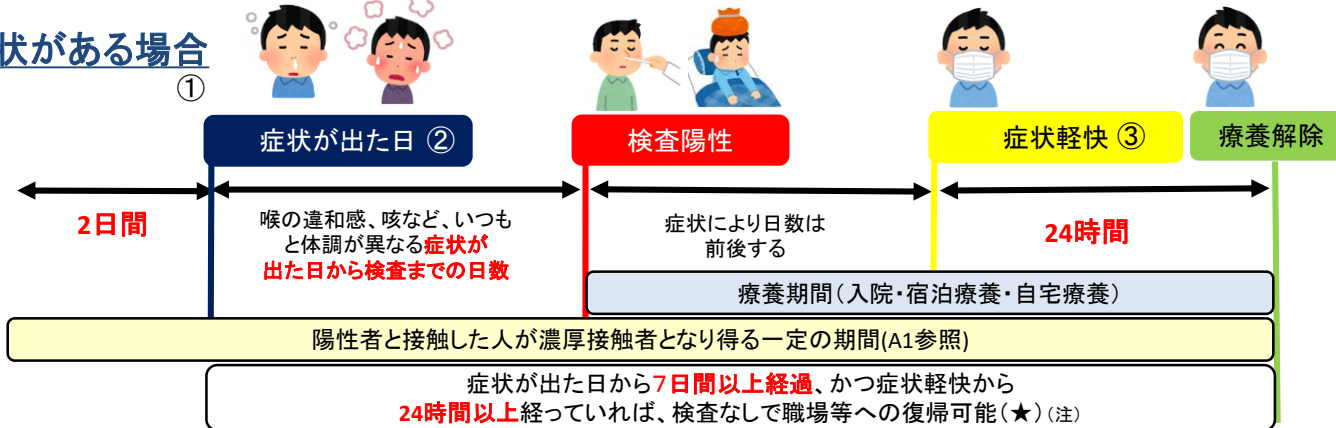 状がある場合
①
症状が出た日 ②
検査陽性
症状軽快 ③
療養解除
2日間
喉の違和感、咳など、いつも
と体調が異なる症状が
出た日から検査までの日数
症状により日数は
前後する
24時間
療養期間（入院・宿泊療養・自宅療養）
陽性者と接触した人が濃厚接触者となり得る一定の期間(A1参照)
症状が出た日から７日間以上経過、かつ症状軽快から
24時間以上経っていれば、検査なしで職場等への復帰可能（★）（注）